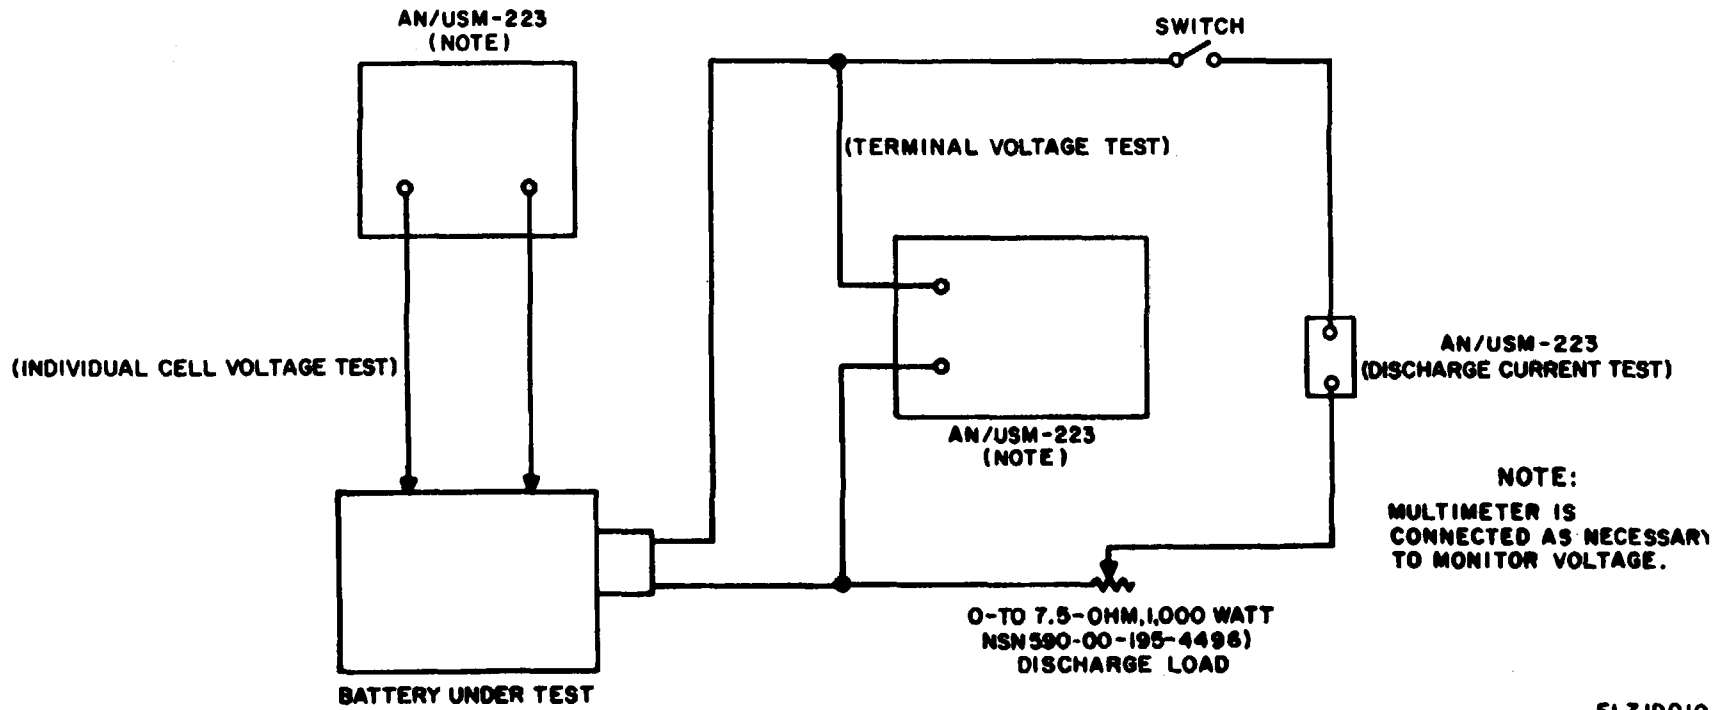 AN/USM-223
(NOTE)
SWITCH
(TERMINAL VOLTAGE TEST)
(INDIVIDUAL CELL VOLTAGE TEST)
AN/USM-223
(DISCHARGE CURRENT TEST)
AN/USM-223
(NOTE)
NOTE:
MULTIMETER IS
CONNECTED AS NECESSARY
TO MONITOR VOLTAGE.
0-TO 7.5-OHM,1,000 WATT
NSN 590-00-195-4496)
DISCHARGE LOAD
BATTERY UNDER TEST